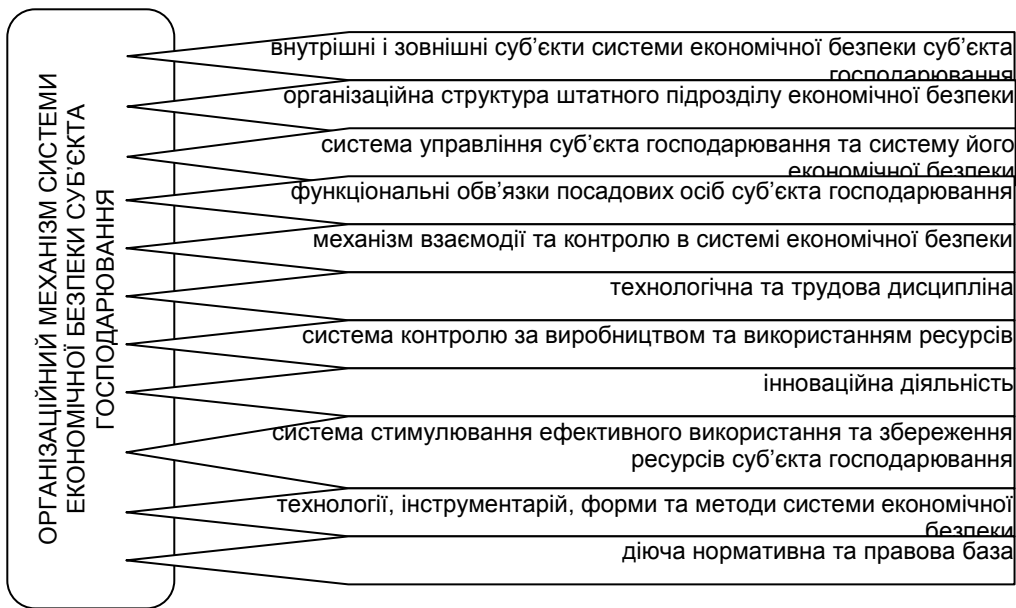 ОРГАНІЗАЦІЙНИЙ МЕХАНІЗМ СИСТЕМИ
ЕКОНОМІЧНОЇ БЕЗПЕКИ СУБ’ЄКТА
ГОСПОДАРЮВАННЯ
внутрішні і зовнішні суб’єкти системи економічної безпеки суб’єкта
господарювання
організаційна структура штатного підрозділу економічної безпеки
система управління суб’єкта господарювання та систему його
економічної безпеки
функціональні обв’язки посадових осіб суб’єкта господарювання
механізм взаємодії та контролю в системі економічної безпеки
технологічна та трудова дисципліна
система контролю за виробництвом та використанням ресурсів
інноваційна діяльність
система стимулювання ефективного використання та збереження
ресурсів суб’єкта господарювання
технології, інструментарій, форми та методи системи економічної
безпеки
діюча нормативна та правова база